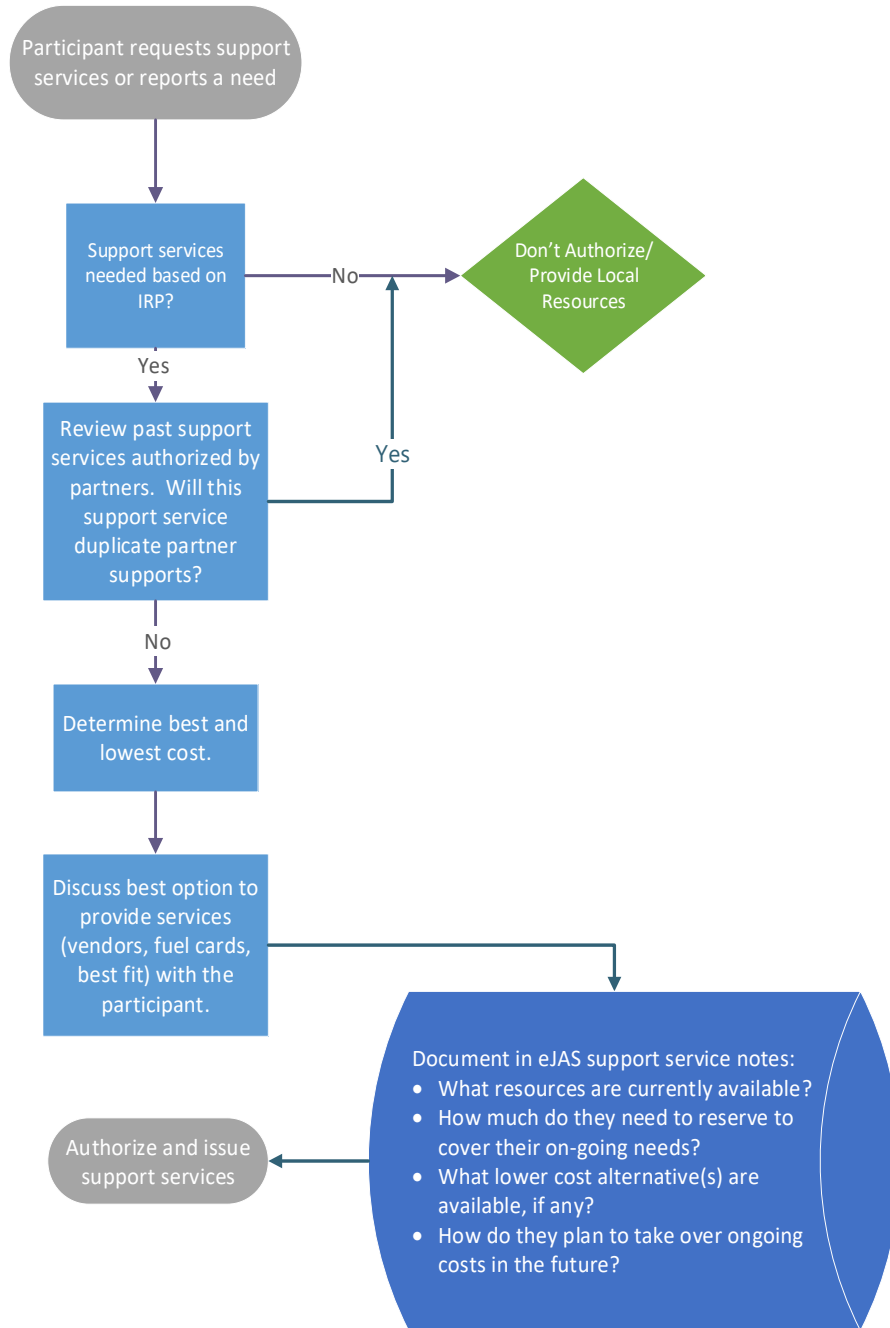 Participant requests support
services or reports a need
Support services
needed based on
IRP?
No
Don’t Authorize/
Provide Local
Resources
Yes
Review past support
services authorized by
partners.  Will this
support service
duplicate partner
supports?
Yes
No
Determine best and
lowest cost.
Discuss best option to
provide services
(vendors, fuel cards,
best fit) with the
participant.
Document in eJAS support service notes:
• What resources are currently available?
• How much do they need to reserve to
cover their on-going needs?
• What lower cost alternative(s) are
available, if any?
• How do they plan to take over ongoing
costs in the future?
Authorize and issue
support services